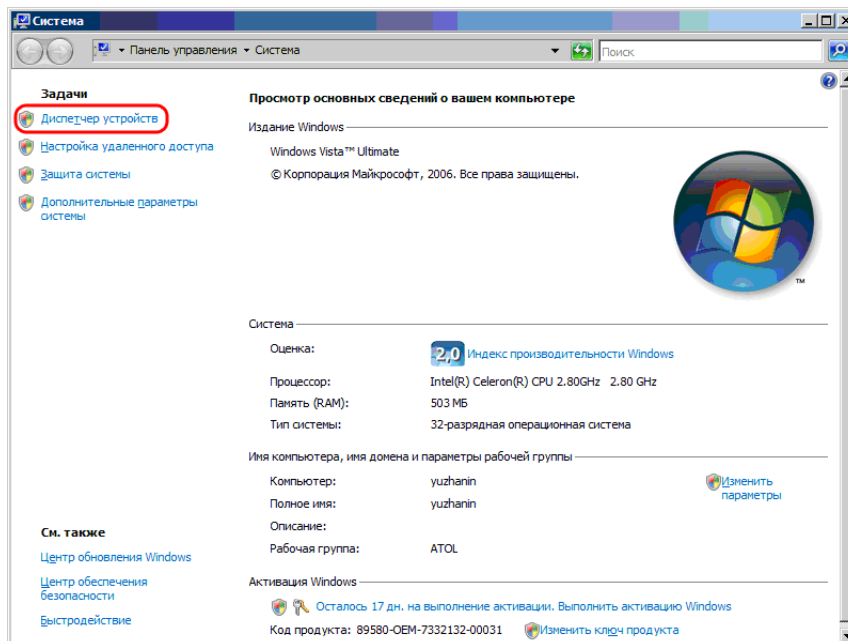 Система
Панель управления Система
Поиск
Задачи
Диспетчер устройств
Настройка удаленного доступа
Защита системы
Дополнительные параметры
системы
Просмотр основных сведений о вашем компьютере
Издание Windows
Windows Vista™ Ultimate
© Корпорация Майкрософт, 2006. Все права защищены.
TM
Система
Оценка: 2,0 Индекс производительности Windows
Процессор: Intel(R) Celeron(R) CPU 2.80GHz 2.80 GHz
Память (RAM): 503 МБ
Тип системы: 32-разрядная операционная система
Имя компьютера, имя домена и параметры рабочей группы
Компьютер: yuzhanin
Изменить
параметры
Полное имя: yuzhanin
Описание:
Рабочая группа: ATOL
См. также
Центр обновления Windows
Центр обеспечения
безопасности
Быстродействие
Активация Windows
Осталось 17 дн. на выполнение активации. Выполнить активацию Windows
Код продукта: 89580-OEM-7332132-00031 Изменить ключ продукта